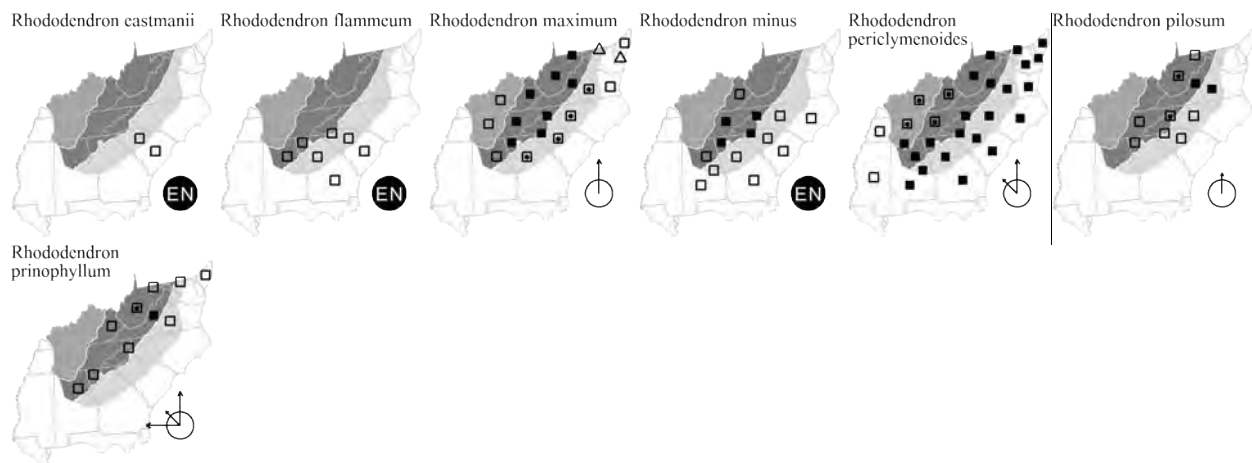 Rhododendron eastmanii
Rhododendron flammeum
Rhododendron maximum
Rhododendron minus
Rhododendron
periclymenoides
Rhododendron pilosum
EN
EN
EN
Rhododendron
prinophyllum